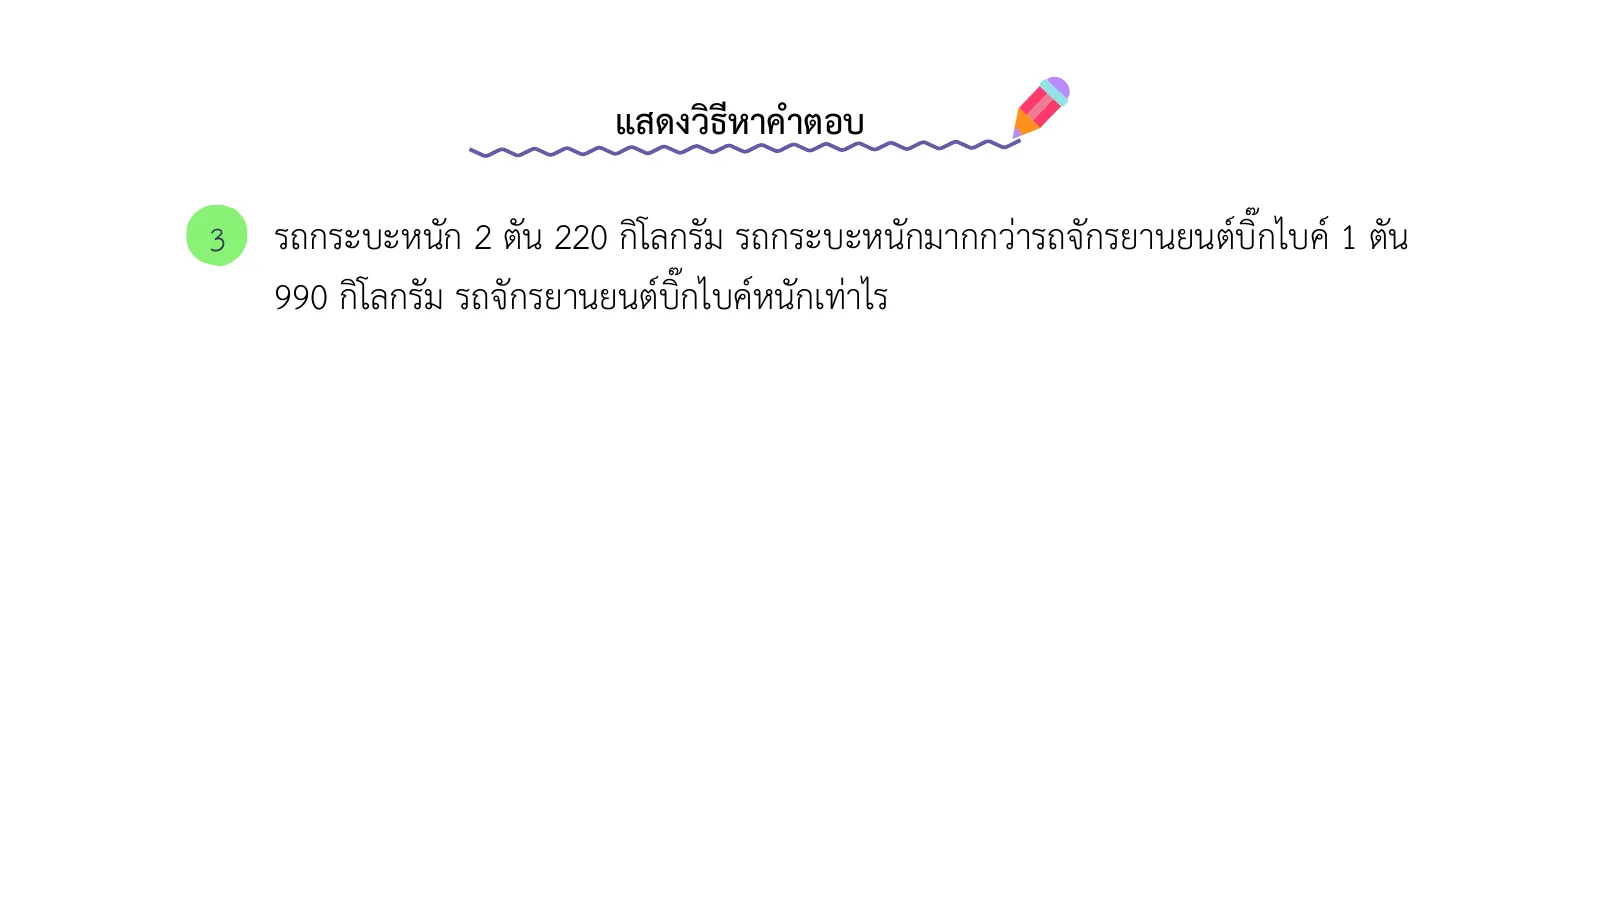 แสดงวิธีหาคำตอบ
3 รถกระบะหนัก 2 ตัน 220 กิโลกรัม รถกระบะหนักมากกว่ารถจักรยานยนต์บิ๊กไบค์ 1 ตัน
990 กิโลกรัม รถจักรยานยนต์บิ๊กไบค์หนักเท่าไร